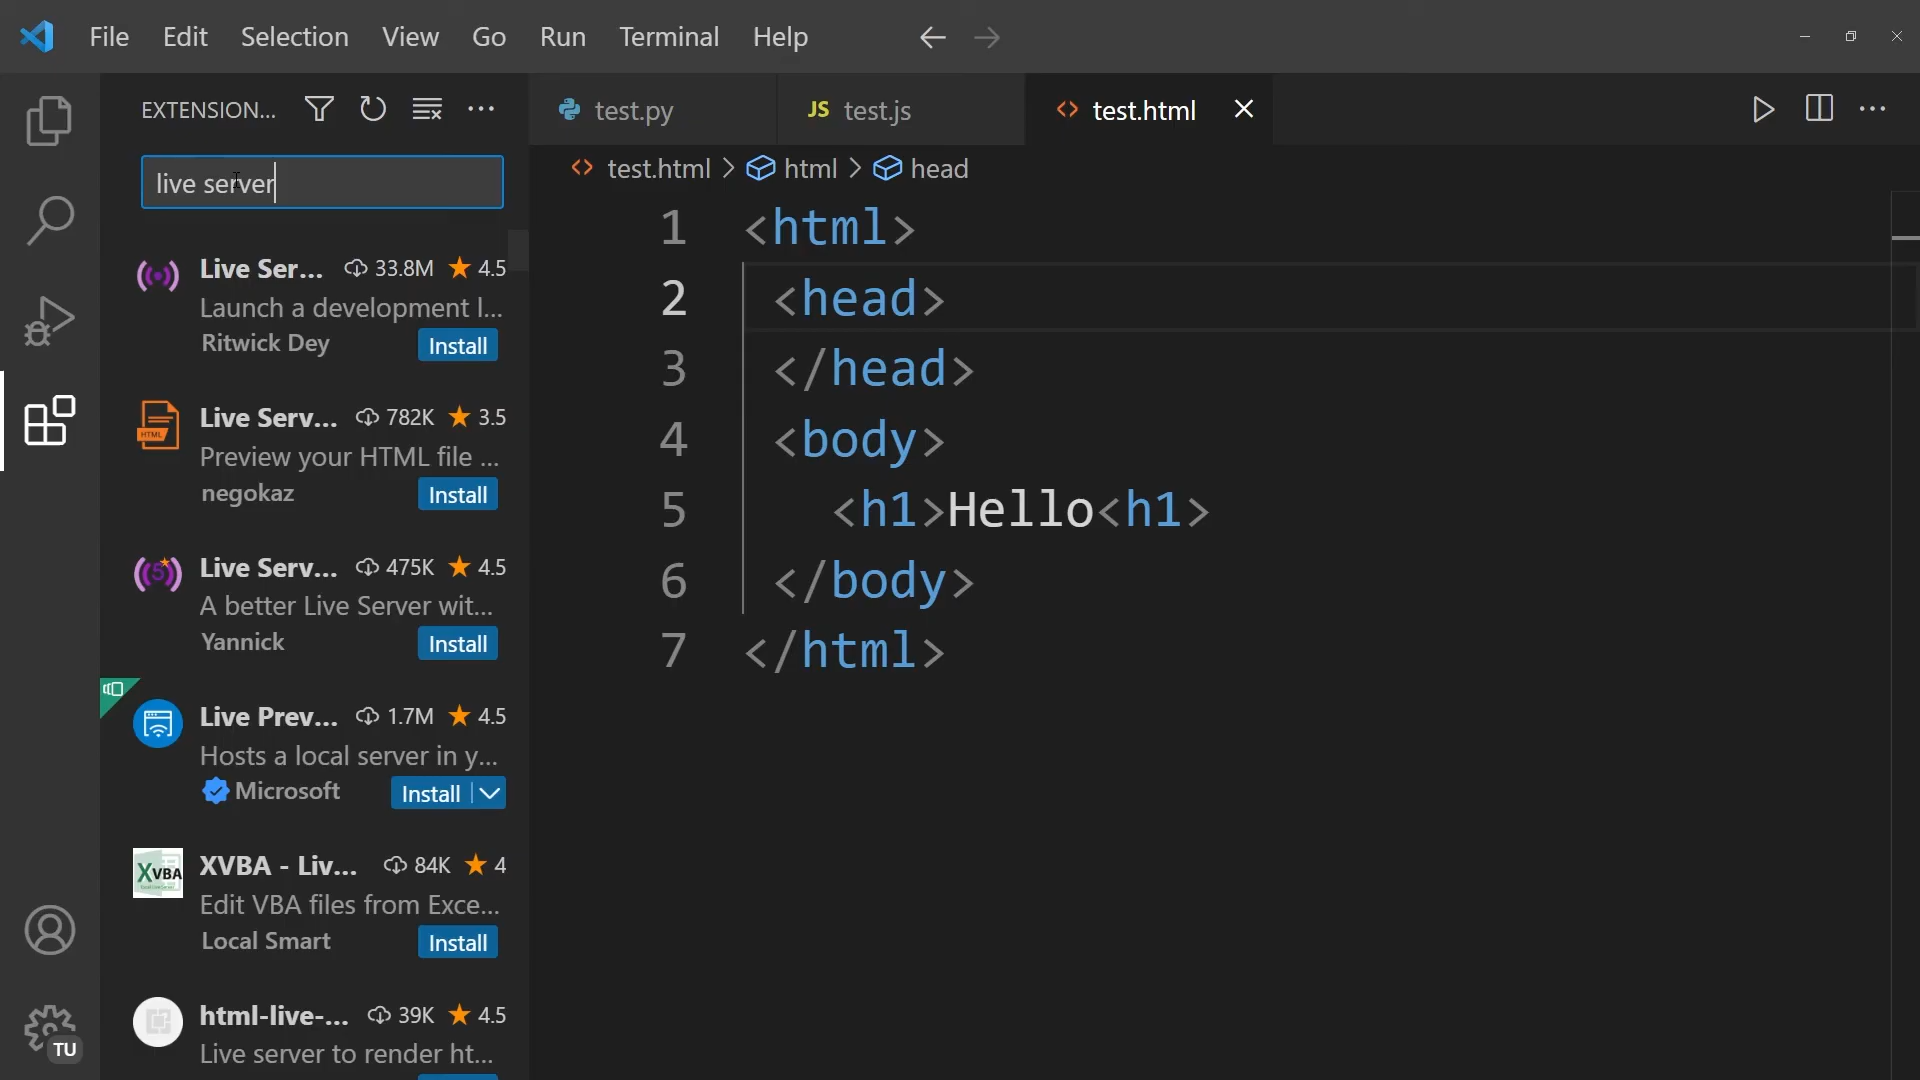 File Edit Selection View Go Run Terminal Help
EXTENSION...
test.py
JS test.js
test.html
live server
test.html > html > head
Live Ser... 33.8M 4.5
Launch a development l...
Ritwick Dey Install
Live Serv... 782K 3.5
HTML
Preview your HTML file ...
negokaz Install
Live Serv... 475K 4.5
5
A better Live Server wit...
Yannick Install
Live Prev... 1.7M 4.5
Hosts a local server in y...
Microsoft Install
XVBA - Liv... 84K 4
XVBA
Edit VBA files from Exce...
Local Smart Install
html-live-... 39K 4.5
Live server to render ht...
TU
1 <html>
2 <head>
3 </head>
4 <body>
5 <h1>Hello<h1>
6 </body>
7 </html>